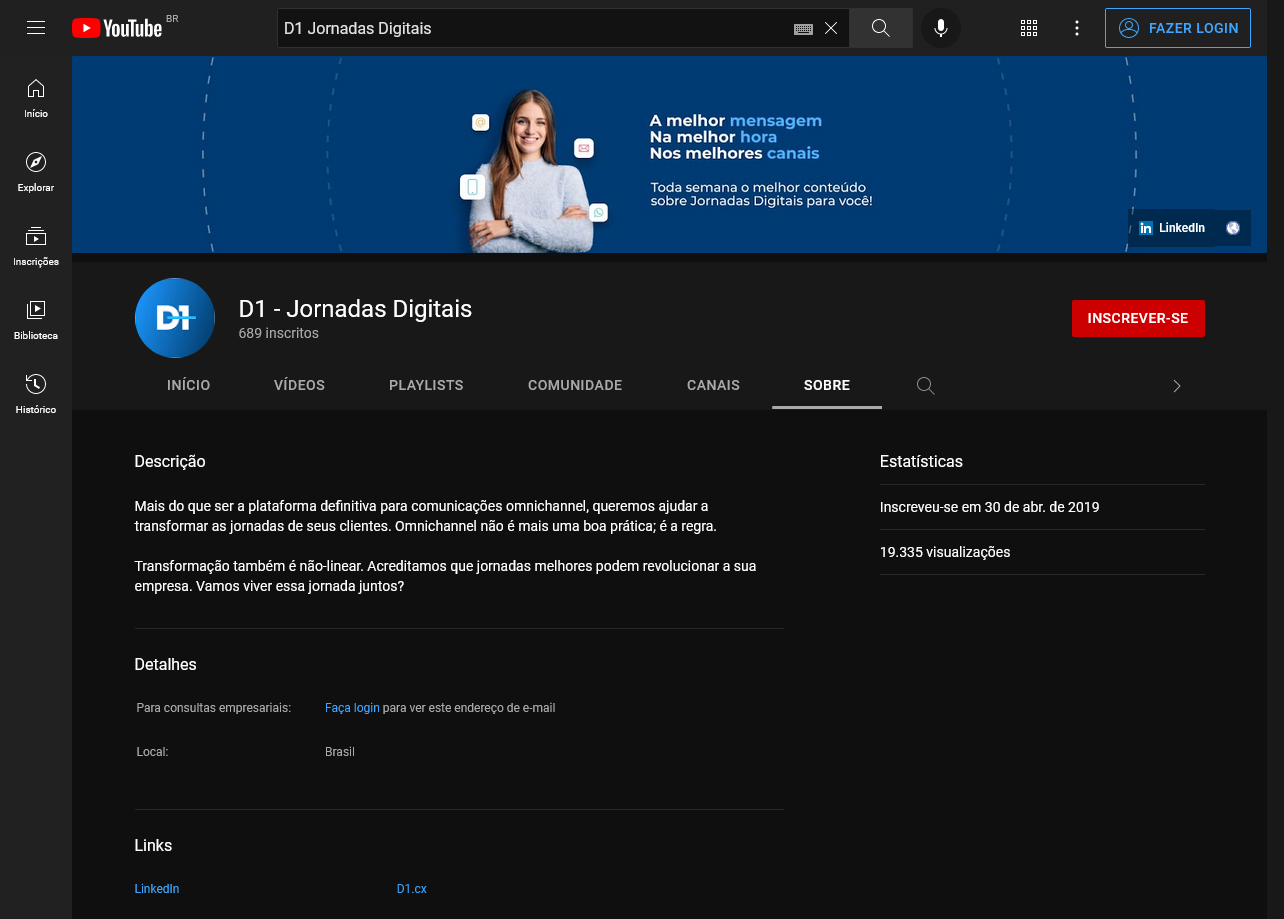 YouTube BR
D1 Jornadas Digitais
FAZER LOGIN
Início
Explorar
Inscrições
Biblioteca
Histórico
A melhor mensagem
Na melhor hora
Nos melhores canais
Toda semana o melhor conteúdo
sobre Jornadas Digitais para você!
in LinkedIn
D1
D1 - Jornadas Digitais
689 inscritos
INSCREVER-SE
INÍCIO VÍDEOS PLAYLISTS COMUNIDADE CANAIS SOBRE
Descrição
Mais do que ser a plataforma definitiva para comunicações omnichannel, queremos ajudar a
transformar as jornadas de seus clientes. Omnichannel não é mais uma boa prática; é a regra.
Transformação também é não-linear. Acreditamos que jornadas melhores podem revolucionar a sua
empresa. Vamos viver essa jornada juntos?
Detalhes
Para consultas empresariais: Faça login para ver este endereço de e-mail
Local: Brasil
Links
LinkedIn D1.cx
Estatísticas
Inscreveu-se em 30 de abr. de 2019
19.335 visualizações